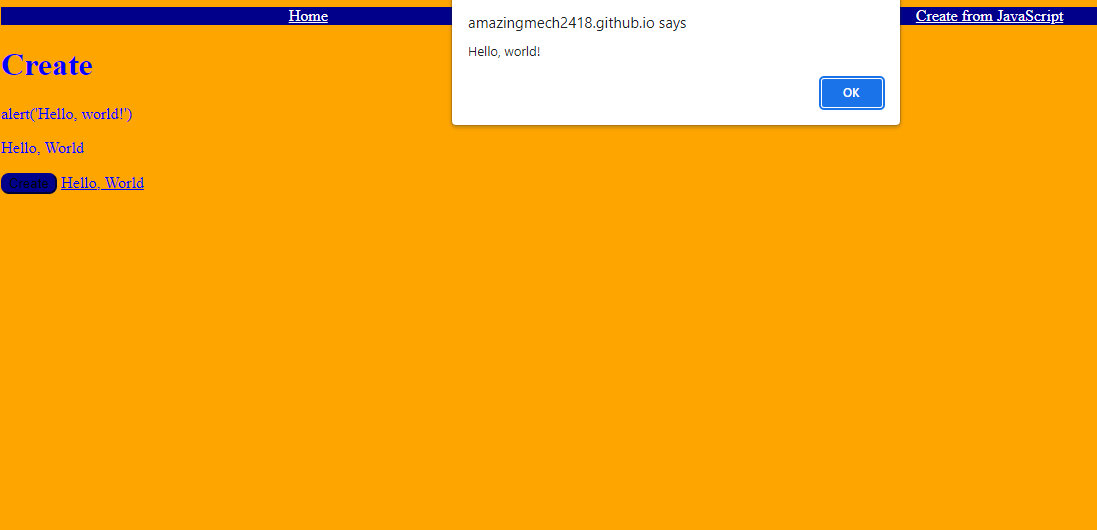 Home
Create from JavaScript
amazingmech2418.github.io says
Hello, world!
OK
Create
alert('Hello, world!')
Hello, World
Create Hello, World